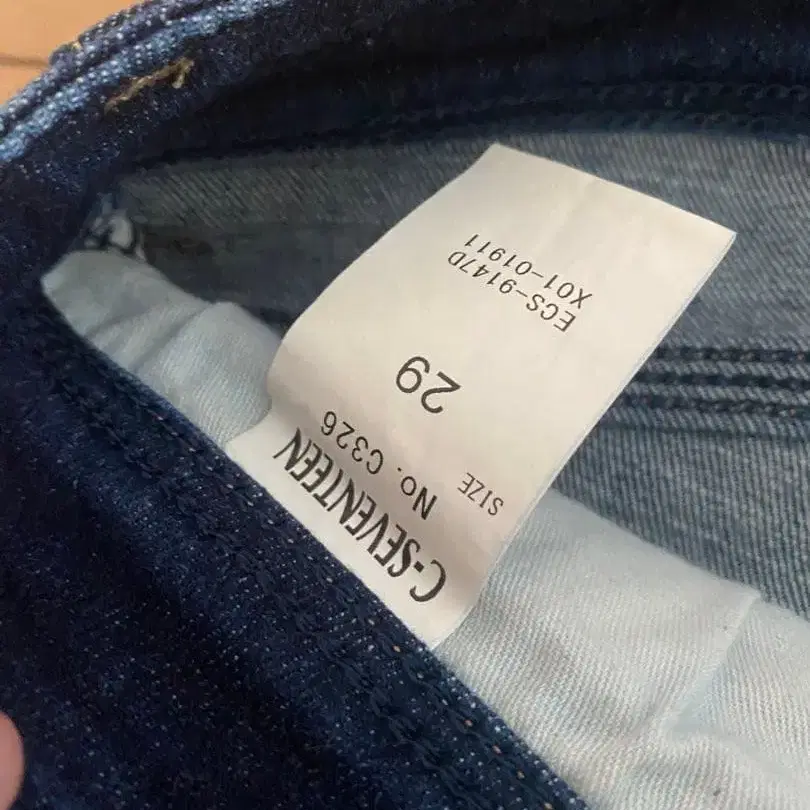 C-SEVENTEEN
No. C326
SIZE
29
ECS-9147D
X01-01911